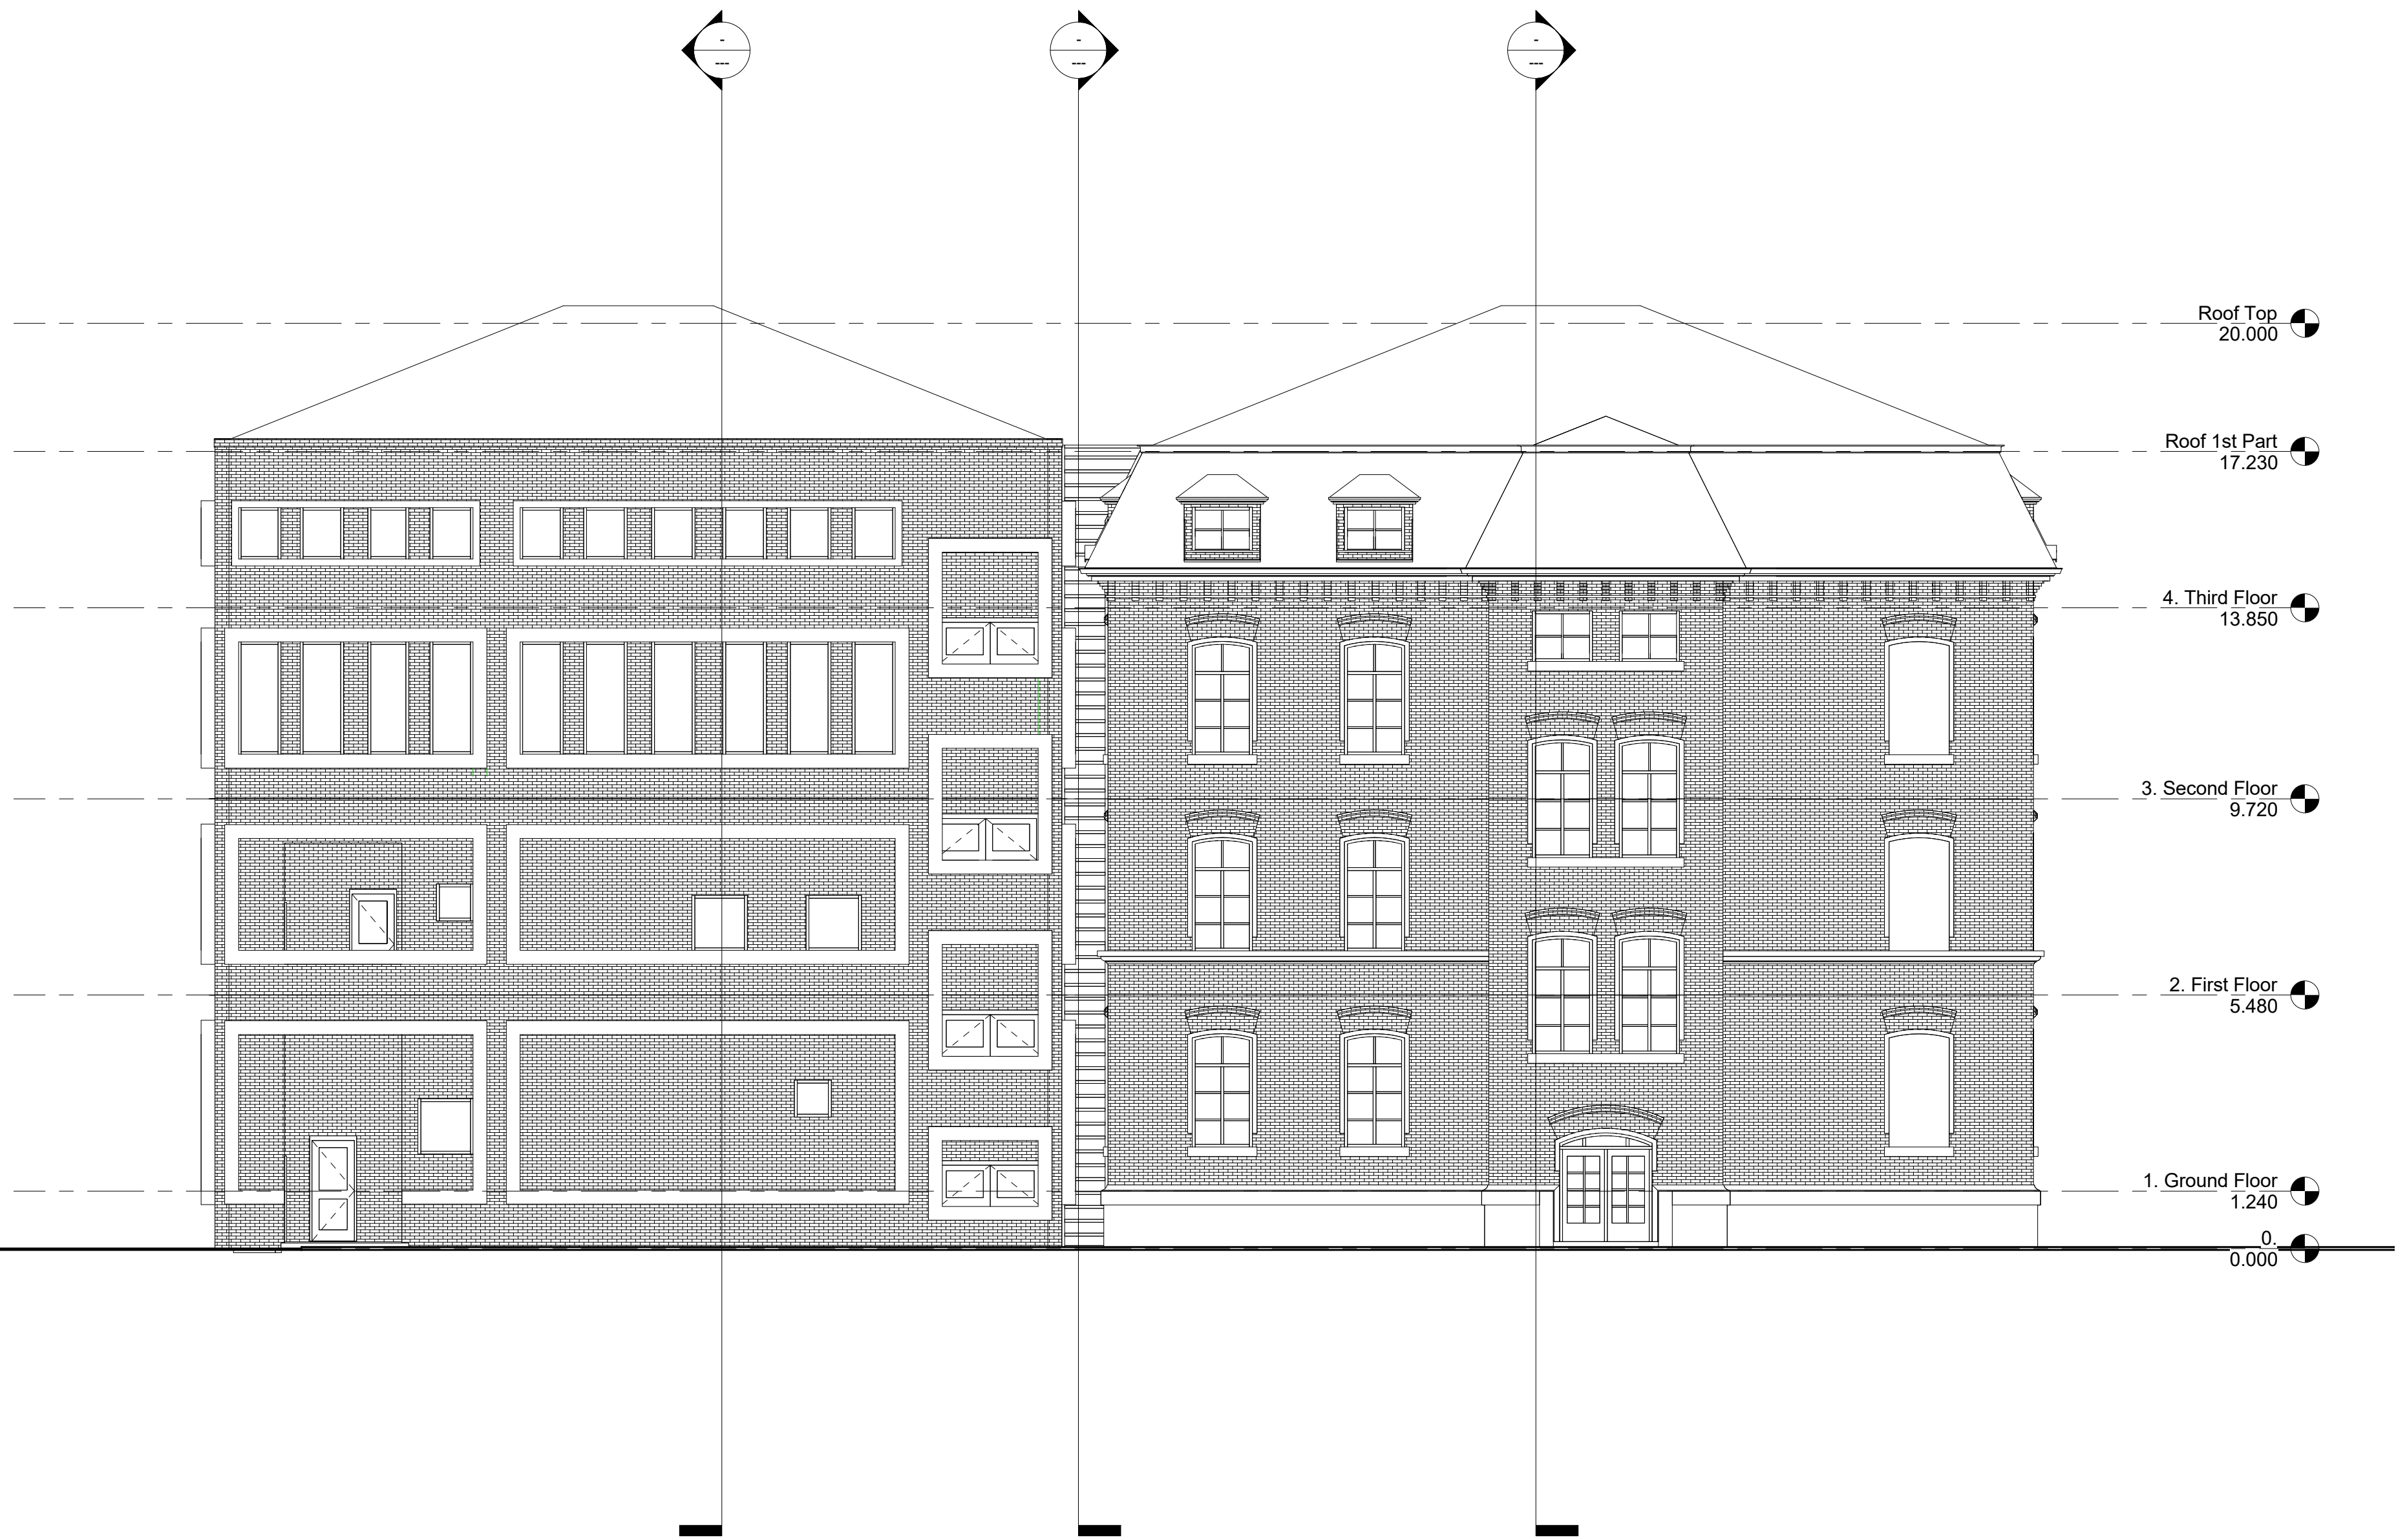 -
---
-
---
-
---
Roof Top
20.000
Roof 1st Part
17.230
4. Third Floor
13.850
3. Second Floor
9.720
2. First Floor
5.480
1. Ground Floor
1.240
0.
0.000